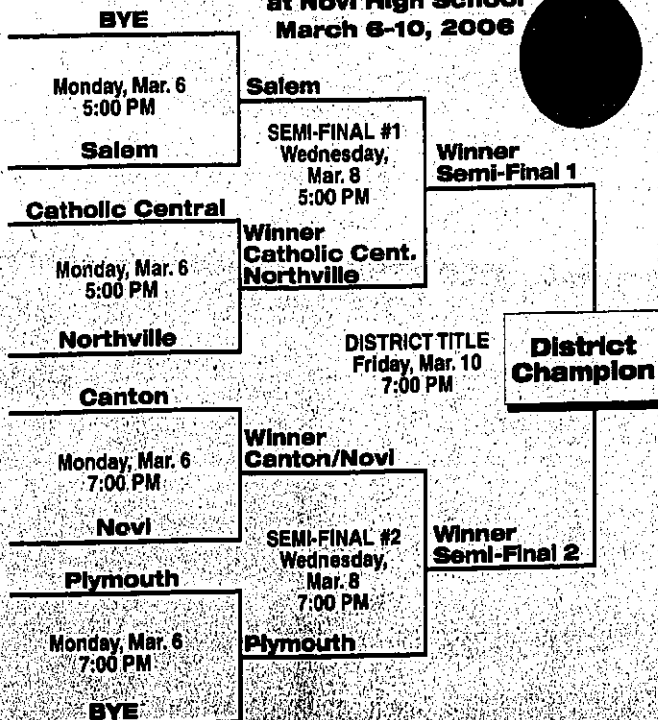 at Novi High School
March 6-10, 2006
BYE
Monday, Mar. 6
5:00 PM
Salem
Salem
SEMI-FINAL #1
Wednesday,
Mar. 8
5:00 PM
Winner
Semi-Final 1
Catholic Central
Monday, Mar. 6
5:00 PM
Northville
Winner
Catholic Cent.
Northville
DISTRICT TITLE
Friday, Mar. 10
7:00 PM
District
Champion
Canton
Monday, Mar. 6
7:00 PM
Novi
Winner
Canton/Novi
SEMI-FINAL #2
Wednesday,
Mar. 8
7:00 PM
Winner
Semi-Final 2
Plymouth
Monday, Mar. 6
7:00 PM
Plymouth
BYE